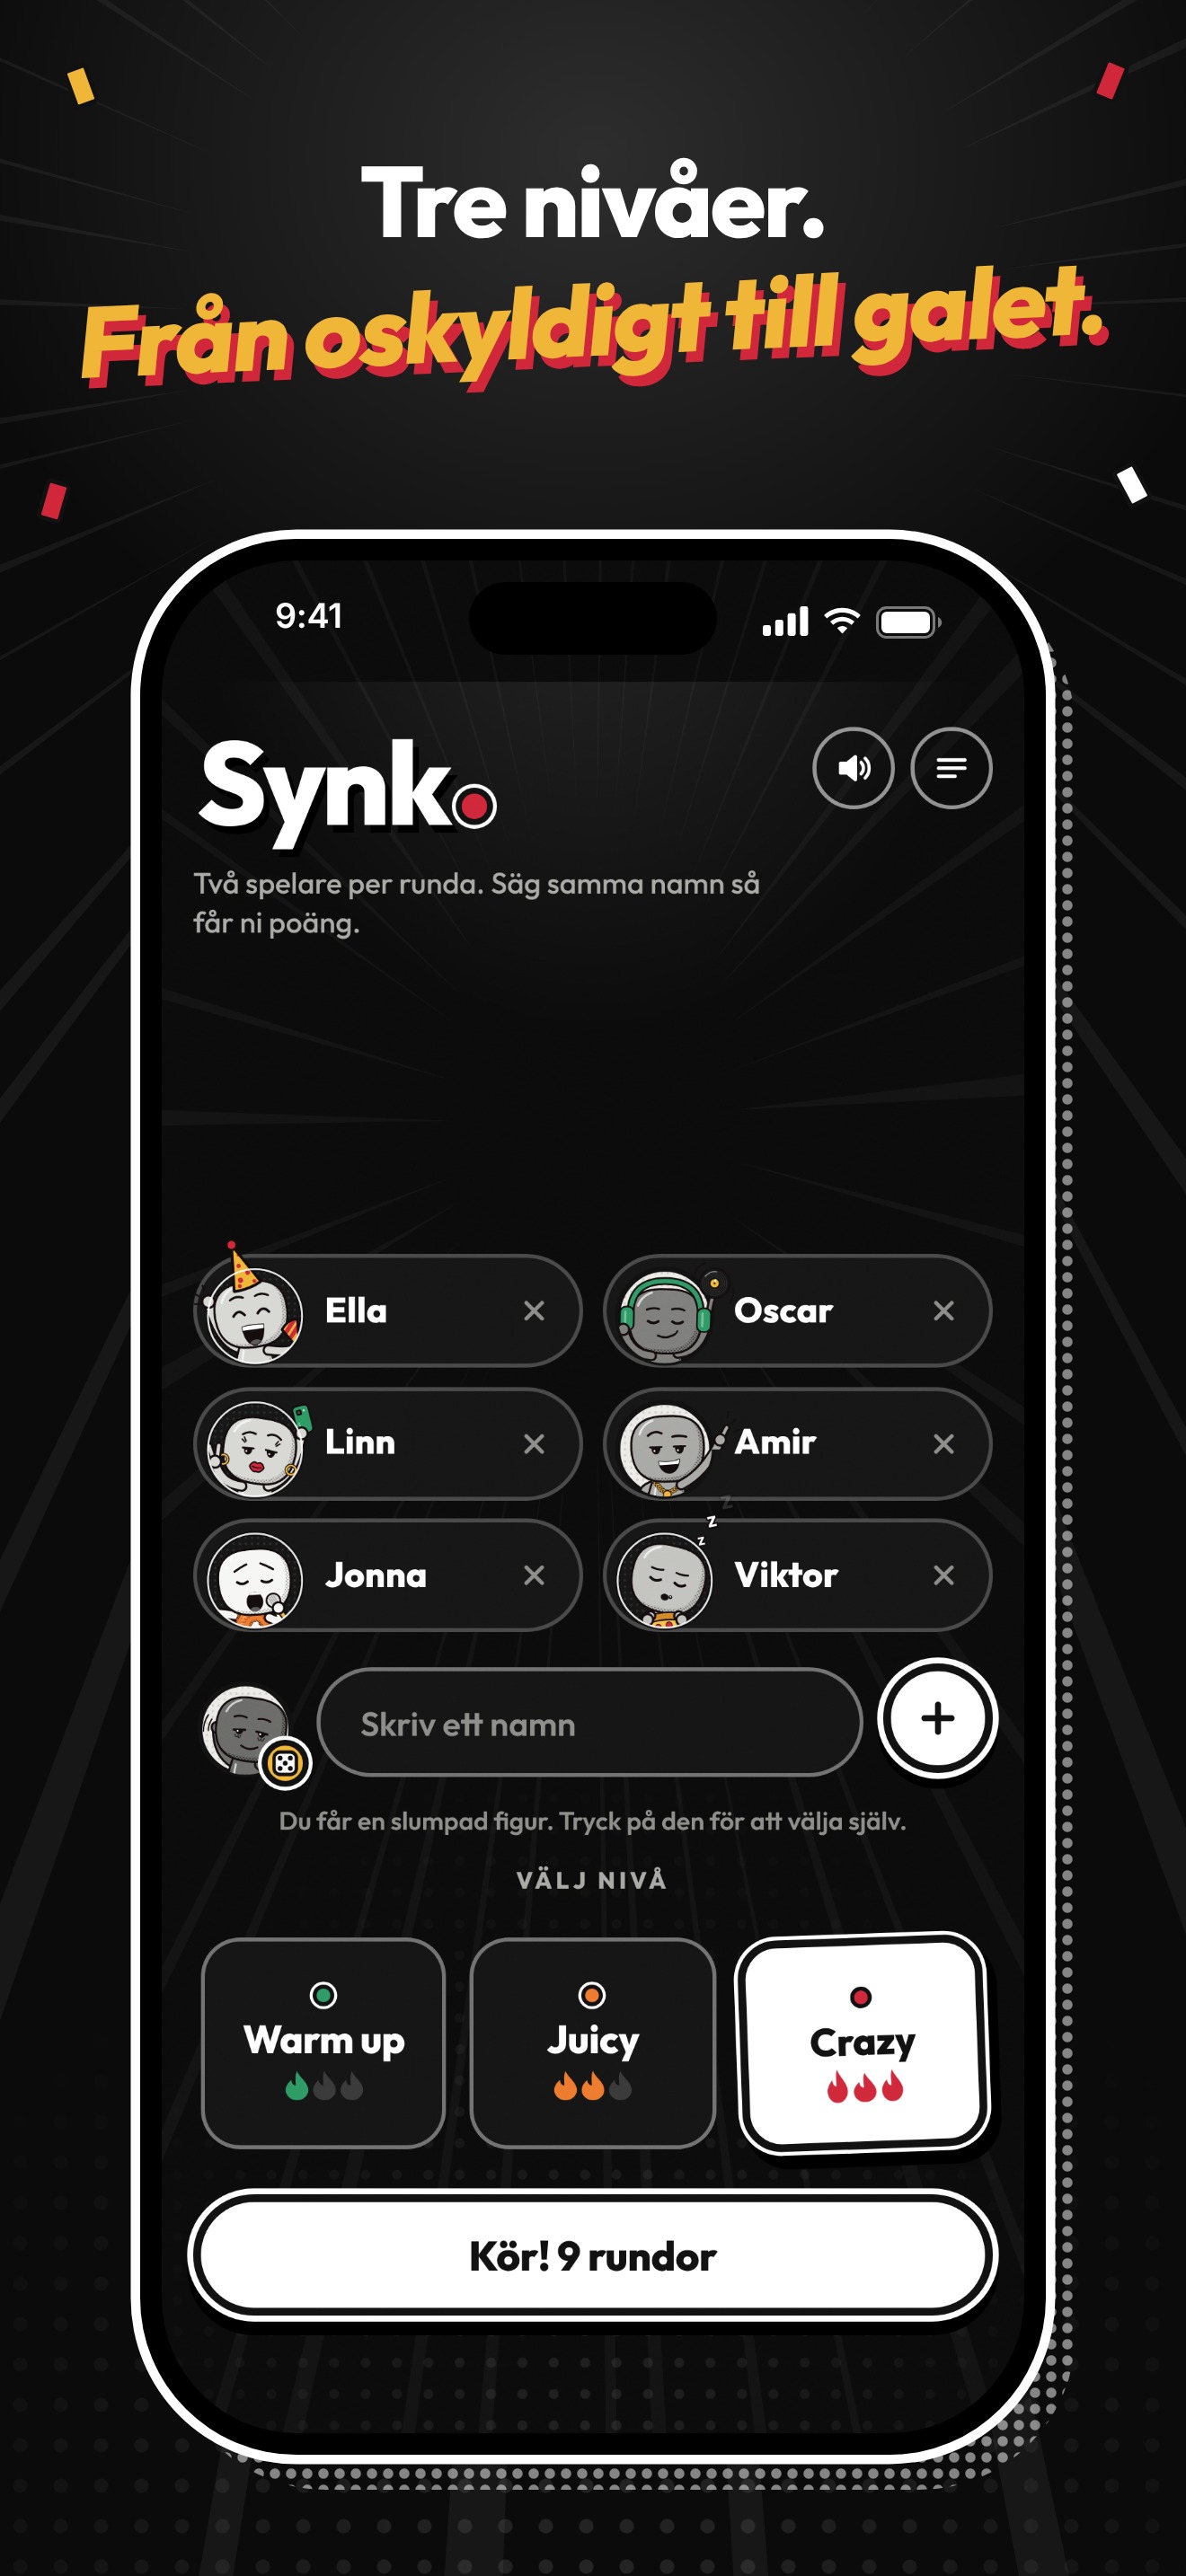 Tre nivåer.
Från oskyldigt till galet.
9:41
Synk
Två spelare per runda. Säg samma namn så
får ni poäng.
Ella
Oscar
Linn
Amir
z
z
z
Jonna
Viktor
Skriv ett namn
Du får en slumpad figur. Tryck på den för att välja själv.
VÄLJ NIVÅ
Warm up
Juicy
Crazy
Kör! 9 rundor